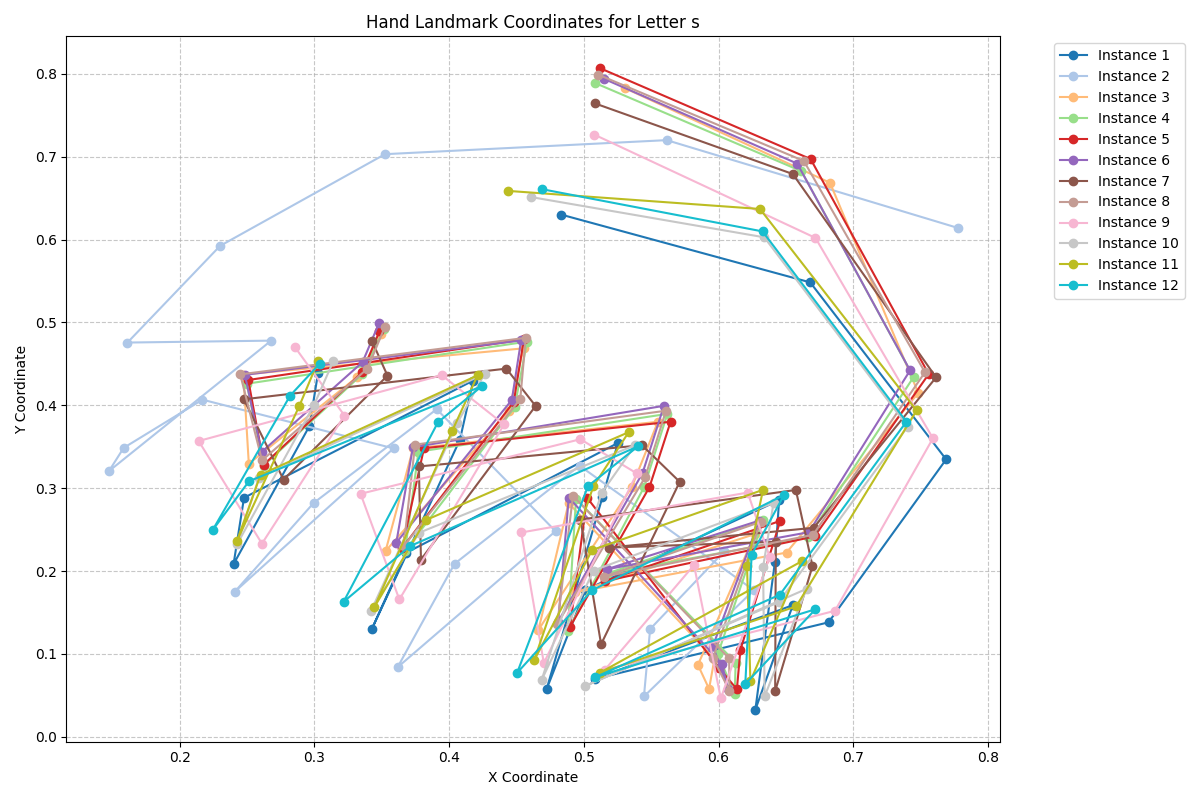 Hand Landmark Coordinates for Letter s
Y Coordinate
0.8
0.7
0.6
0.5
0.4
0.3
0.2
0.1
0.0
0.2 0.3 0.4 0.5 0.6 0.7 0.8
X Coordinate
Instance 1
Instance 2
Instance 3
Instance 4
Instance 5
Instance 6
Instance 7
Instance 8
Instance 9
Instance 10
Instance 11
Instance 12